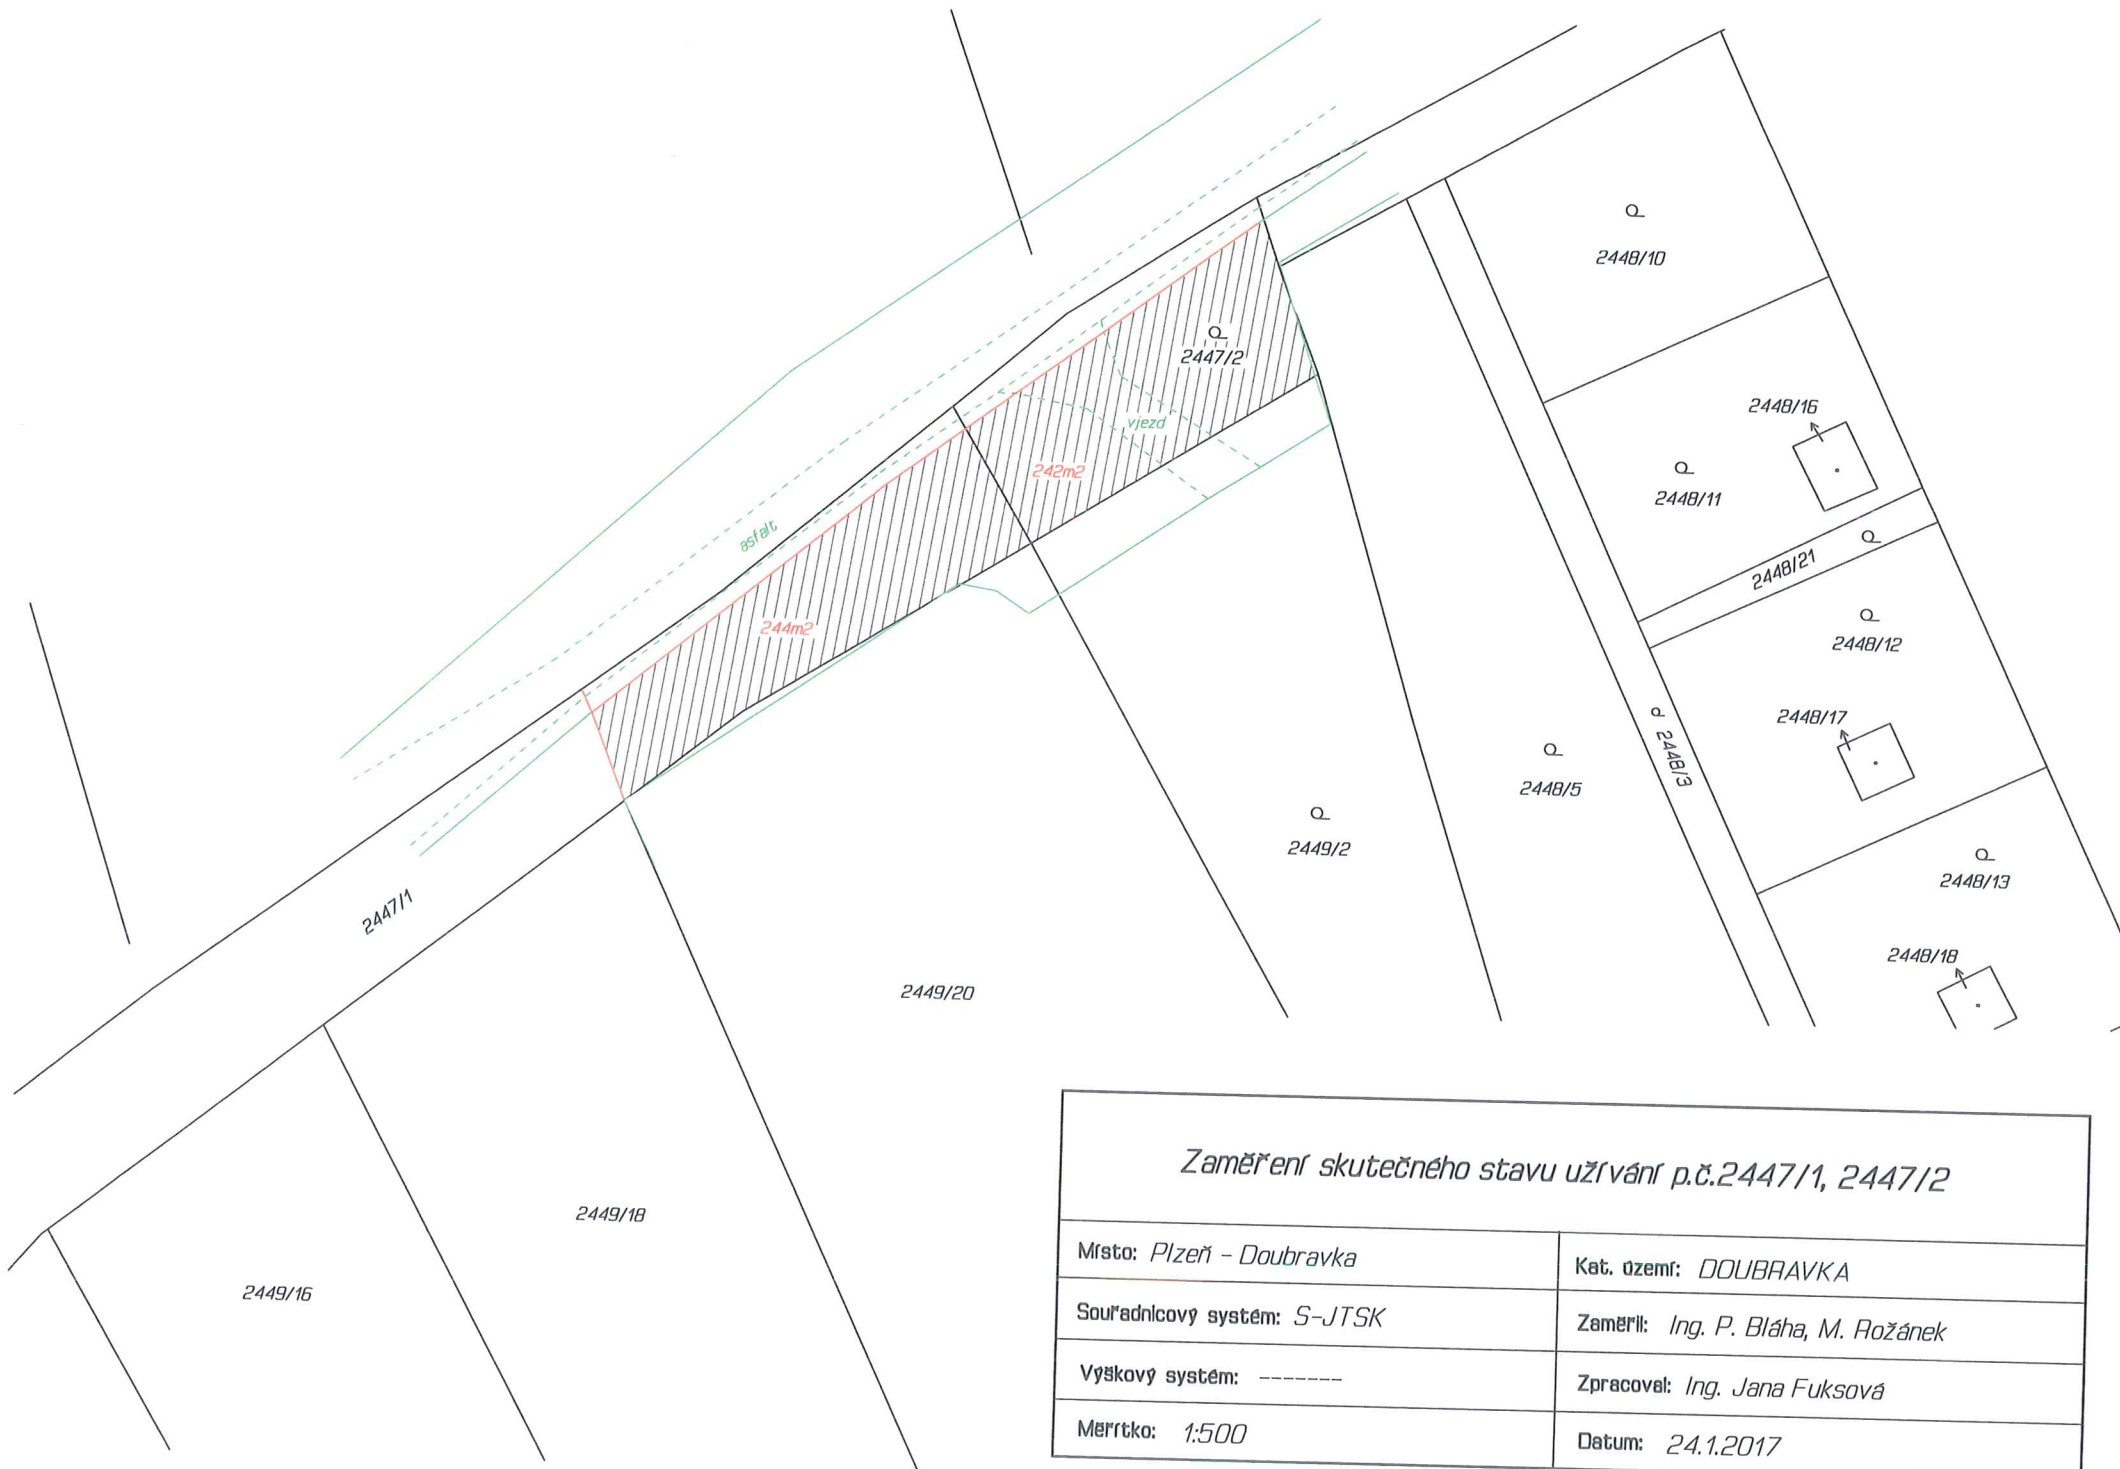 2448/10
2447/2
vjezd
2448/16
2448/11
242m2
asfalt
2448/21
244m2
2448/12
2448/17
2448/3
2448/5
2449/2
2448/13
2447/1
2448/18
2449/20
2449/18
2449/16
Zaměření skutečného stavu užívání p.č.2447/1, 2447/2
Místo: Plzeň - Doubravka
Kat. území: DOUBRAVKA
Souřadnicový systém: S-JTSK
Zaměřil: Ing. P. Bláha, M. Rožánek
Výškový systém: -------
Zpracoval: Ing. Jana Fuksová
Měřítko: 1:500
Datum: 24.1.2017